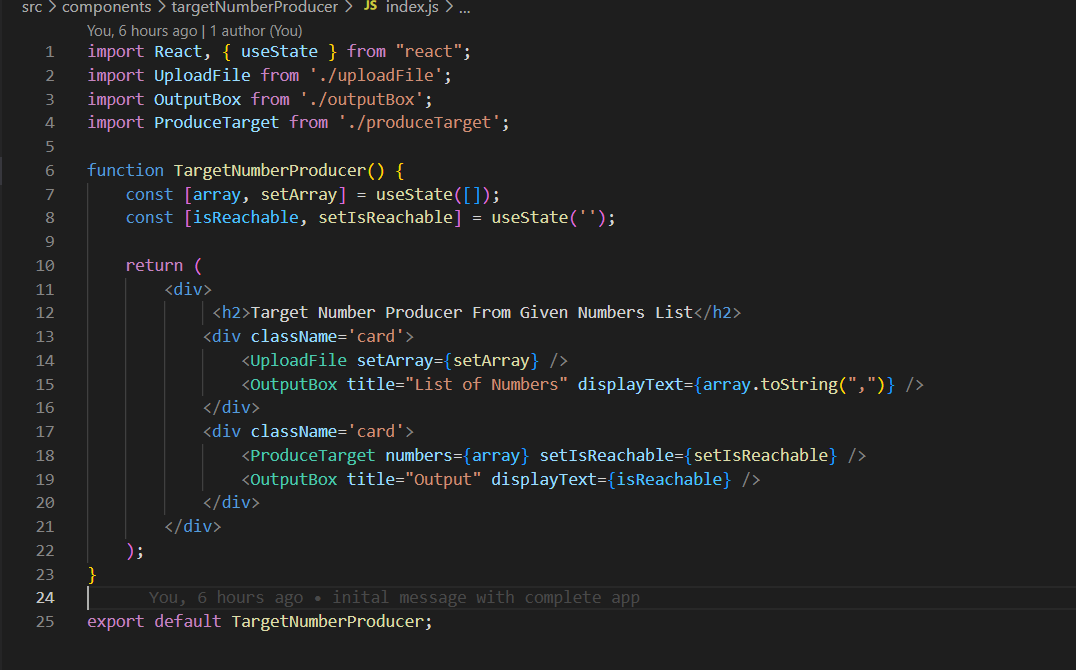 src > components > targetNumberProducer > JS index.js > ...
You, 6 hours ago | 1 author (You)
1 import React, { useState } from "react";
2 import UploadFile from './uploadFile';
3 import OutputBox from './outputBox';
4 import ProduceTarget from './produceTarget';
5
6 function TargetNumberProducer() {
7 const [array, setArray] = useState([]);
8 const [isReachable, setIsReachable] = useState('');
9
10 return (
11 <div>
12 <h2>Target Number Producer From Given Numbers List</h2>
13 <div className='card'>
14 <UploadFile setArray={setArray} />
15 <OutputBox title="List of Numbers" displayText={array.toString(",")} />
16 </div>
17 <div className='card'>
18 <ProduceTarget numbers={array} setIsReachable={setIsReachable} />
19 <OutputBox title="Output" displayText={isReachable} />
20 </div>
21 </div>
22 );
23 }
24 You, 6 hours ago • inital message with complete app
25 export default TargetNumberProducer;